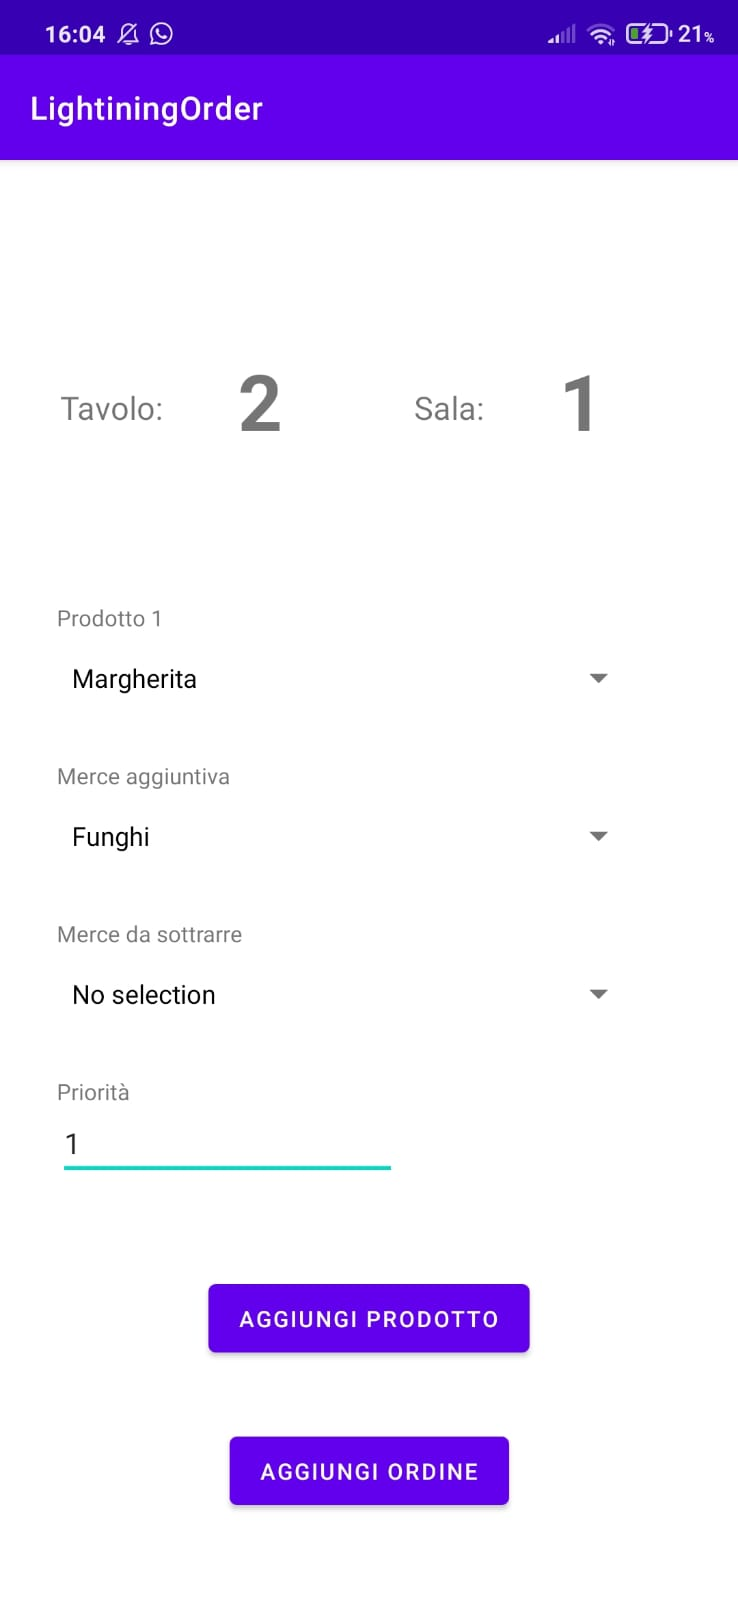 16:04 21%
LightiningOrder
Tavolo: 2 Sala: 1
Prodotto 1
Margherita
Merce aggiuntiva
Funghi
Merce da sottrarre
No selection
Priorità
1
AGGIUNGI PRODOTTO
AGGIUNGI ORDINE